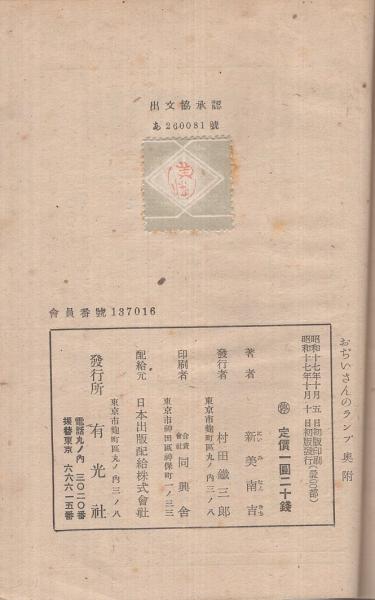 出文協承認
あ260081號
會員番號137016
おぢいさんのランプ 奥附
昭和十七年十月 五 日初版印刷
昭和十七年十月 十 日初版發行
定價一圓二十錢
著者 新美南吉
發行者 村田鐵三郎
東京市麹町區丸ノ内三ノ八
印刷者 合資會社 同興舍
東京市神田區神保町一ノ三三
配給元 日本出版配給株式會社
東京市麹町區丸ノ内三ノ八
發行所 有光社
電話丸ノ内 三〇二〇番
振替東京 六六六一五番